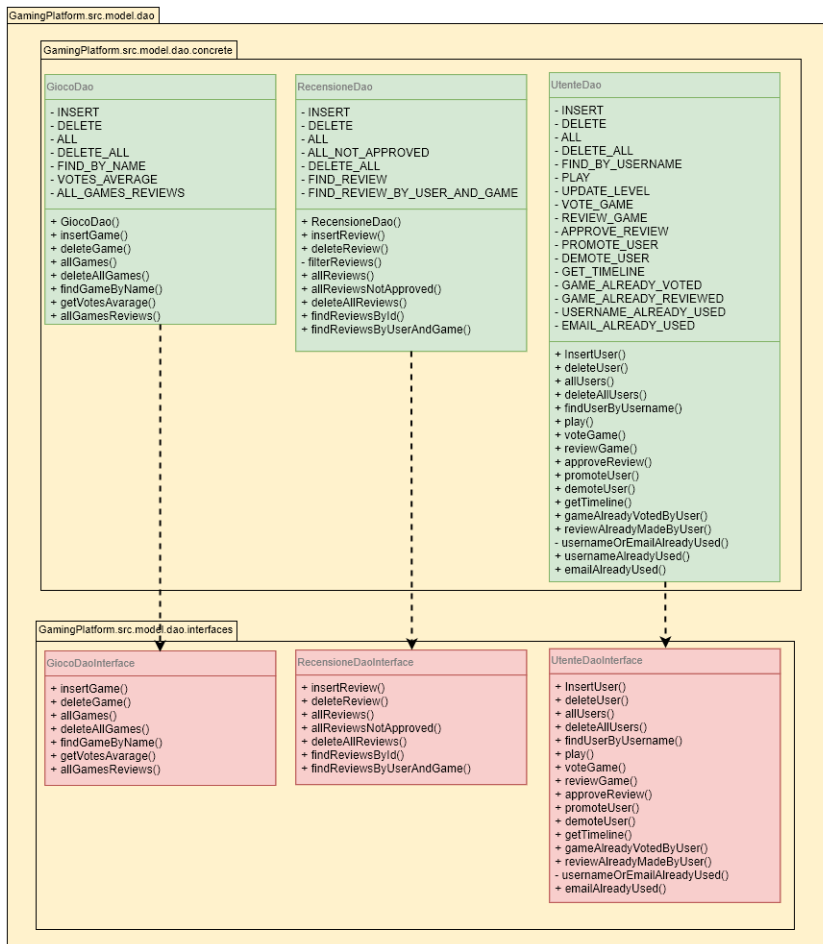 GamingPlatform.src.model.dao
GamingPlatform.src.model.dao.concrete
GiocoDao
- INSERT
- DELETE
- ALL
- DELETE_ALL
- FIND_BY_NAME
- VOTES_AVERAGE
- ALL_GAMES_REVIEWS
+ GiocoDao()
+ insertGame()
+ deleteGame()
+ allGames()
+ deleteAllGames()
+ findGameByName()
+ getVotesAvarage()
+ allGamesReviews()
RecensioneDao
- INSERT
- DELETE
- ALL
- ALL_NOT_APPROVED
- DELETE_ALL
- FIND_REVIEW
- FIND_REVIEW_BY_USER_AND_GAME
+ RecensioneDao()
+ insertReview()
+ deleteReview()
- filterReviews()
+ allReviews()
+ allReviewsNotApproved()
+ deleteAllReviews()
+ findReviewsById()
+ findReviewsByUserAndGame()
UtenteDao
- INSERT
- DELETE
- ALL
- DELETE_ALL
- FIND_BY_USERNAME
- PLAY
- UPDATE_LEVEL
- VOTE_GAME
- REVIEW_GAME
- APPROVE_REVIEW
- PROMOTE_USER
- DEMOTE_USER
- GET_TIMELINE
- GAME_ALREADY_VOTED
- GAME_ALREADY_REVIEWED
- USERNAME_ALREADY_USED
- EMAIL_ALREADY_USED
+ InsertUser()
+ deleteUser()
+ allUsers()
+ deleteAllUsers()
+ findUserByUsername()
+ play()
+ voteGame()
+ reviewGame()
+ approveReview()
+ promoteUser()
+ demoteUser()
+ getTimeline()
+ gameAlreadyVotedByUser()
+ reviewAlreadyMadeByUser()
- usernameOrEmailAlreadyUsed()
+ usernameAlreadyUsed()
+ emailAlreadyUsed()
GamingPlatform.src.model.dao.interfaces
GiocoDaoInterface
+ insertGame()
+ deleteGame()
+ allGames()
+ deleteAllGames()
+ findGameByName()
+ getVotesAvarage()
+ allGamesReviews()
RecensioneDaoInterface
+ insertReview()
+ deleteReview()
+ allReviews()
+ allReviewsNotApproved()
+ deleteAllReviews()
+ findReviewsById()
+ findReviewsByUserAndGame()
UtenteDaoInterface
+ InsertUser()
+ deleteUser()
+ allUsers()
+ deleteAllUsers()
+ findUserByUsername()
+ play()
+ voteGame()
+ reviewGame()
+ approveReview()
+ promoteUser()
+ demoteUser()
+ getTimeline()
+ gameAlreadyVotedByUser()
+ reviewAlreadyMadeByUser()
- usernameOrEmailAlreadyUsed()
+ emailAlreadyUsed()